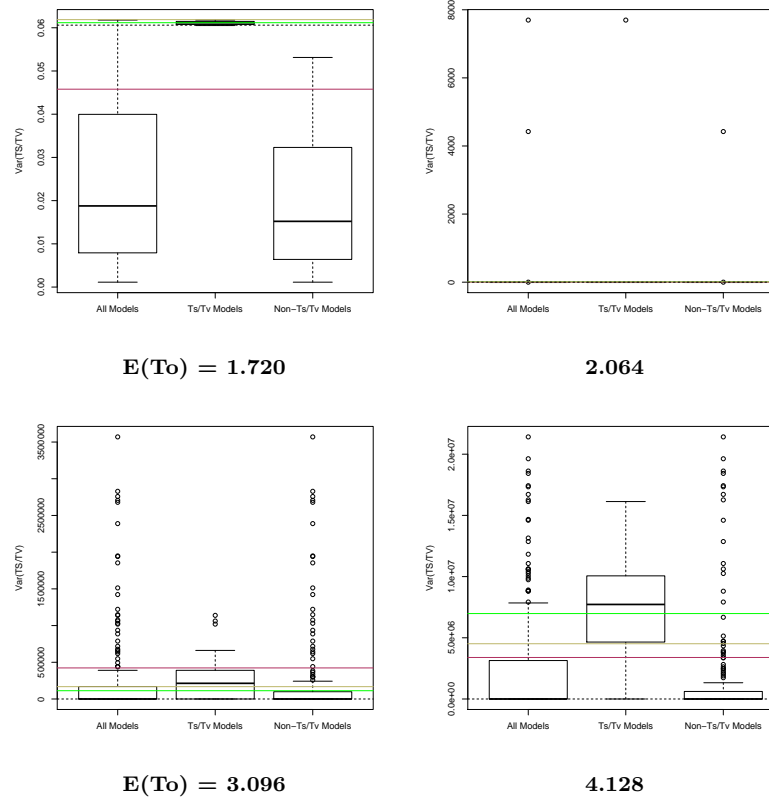 Var(TS/TV)
0.00
0.01
0.02
0.03
0.04
0.05
0.06
All Models
Ts/Tv Models
Non−Ts/Tv Models
Var(TS/TV)
0
2000
4000
6000
8000
All Models
Ts/Tv Models
Non−Ts/Tv Models
E(To) = 1.720
2.064
Var(TS/TV)
0
500000
1500000
2500000
3500000
All Models
Ts/Tv Models
Non−Ts/Tv Models
Var(TS/TV)
0.0e+00
5.0e+06
1.0e+07
1.5e+07
2.0e+07
All Models
Ts/Tv Models
Non−Ts/Tv Models
E(To) = 3.096
4.128